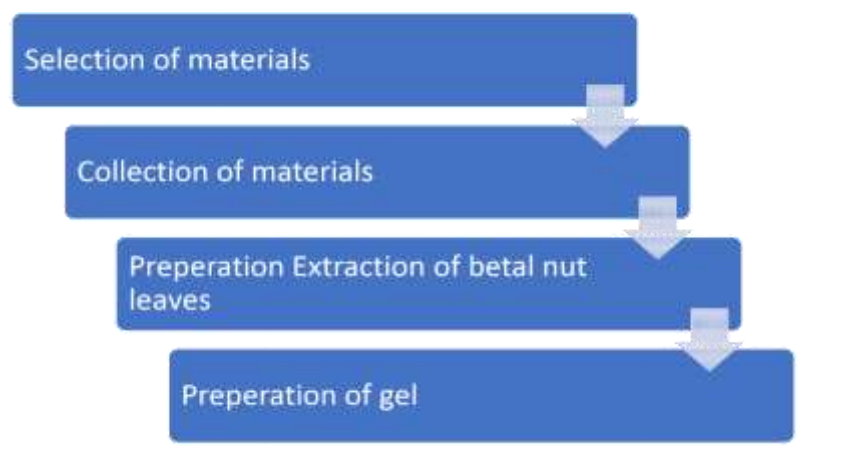 Selection of materials
Collection of materials
Preperation Extraction of betal nut
leaves
Preperation of gel